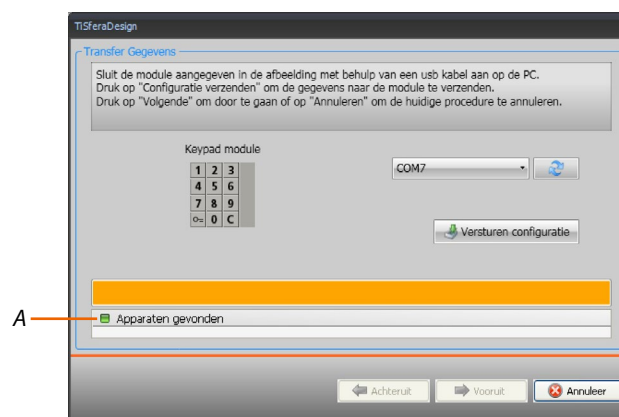 TiSferaDesign
Transfer Gegevens
Sluit de module aangegeven in de afbeelding met behulp van een usb kabel aan op de PC.
Druk op "Configuratie verzenden" om de gegevens naar de module te verzenden.
Druk op "Volgende" om door te gaan of op "Annuleren" om de huidige procedure te annuleren.
Keypad module
COM7
1 2 3
4 5 6
7 8 9
0 C
Versturen configuratie
A
Apparaten gevonden
Achteruit
Vooruit
Annuleer